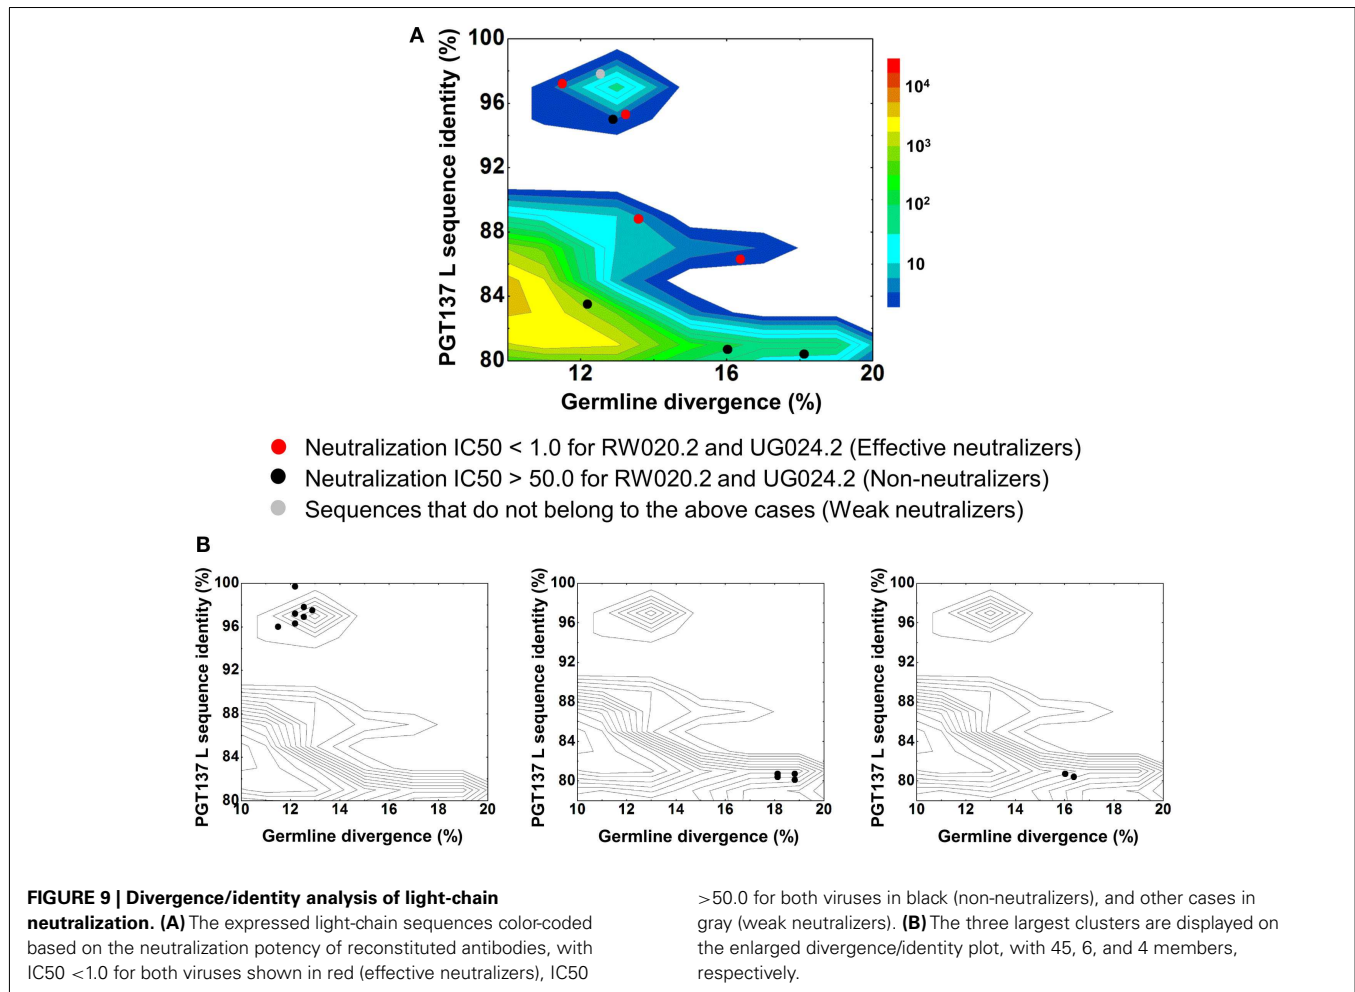 A
PGT137 L sequence identity (%)
100
96
92
88
84
80
12
16
20
Germline divergence (%)
10⁴
10³
10²
10
Neutralization IC50 < 1.0 for RW020.2 and UG024.2 (Effective neutralizers)
Neutralization IC50 > 50.0 for RW020.2 and UG024.2 (Non-neutralizers)
Sequences that do not belong to the above cases (Weak neutralizers)
B
PGT137 L sequence identity (%)
100
96
92
88
84
80
10 12 14 16 18 20
Germline divergence (%)
PGT137 L sequence identity (%)
100
96
92
88
84
80
10 12 14 16 18 20
Germline divergence (%)
PGT137 L sequence identity (%)
100
96
92
88
84
80
10 12 14 16 18 20
Germline divergence (%)
FIGURE 9 | Divergence/identity analysis of light-chain
neutralization. (A) The expressed light-chain sequences color-coded
based on the neutralization potency of reconstituted antibodies, with
IC50 <1.0 for both viruses shown in red (effective neutralizers), IC50
>50.0 for both viruses in black (non-neutralizers), and other cases in
gray (weak neutralizers). (B) The three largest clusters are displayed on
the enlarged divergence/identity plot, with 45, 6, and 4 members,
respectively.